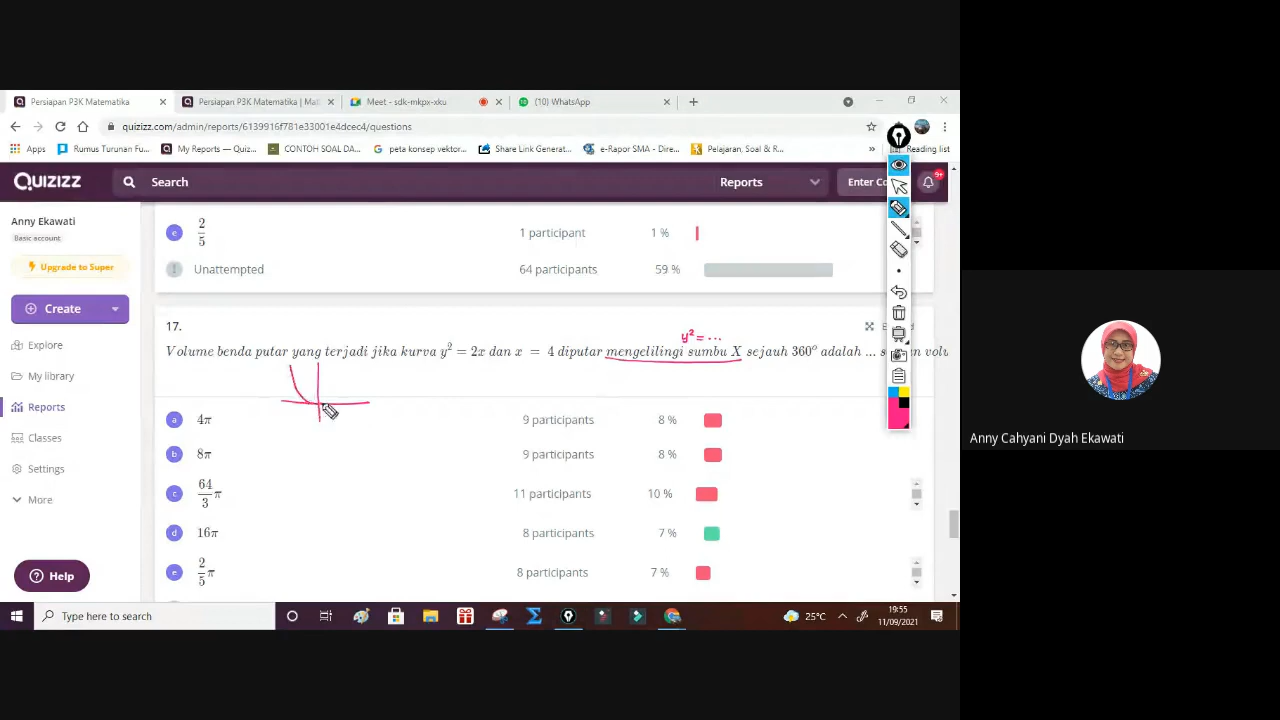 Persiapan P3K Matematika
Persiapan P3K Matematika | Mat
Meet - sdk-mkpx-xku
(10) WhatsApp
quizizz.com/admin/reports/6139916f781e33001e4dcec4/questions
Apps
Rumus Turunan Fu...
My Reports — Quiz...
CONTOH SOAL DA...
peta konsep vektor...
Share Link Generat...
e-Rapor SMA - Dire...
Pelajaran, Soal & R...
»
Reading list
QUIZIZZ
Search
Reports
Enter Co
9+
Anny Ekawati
Basic account
Upgrade to Super
Create
Explore
My library
Reports
Classes
Settings
More
Help
e 2/5 1 participant 1 %
! Unattempted 64 participants 59 %
17.
y² = ...
Volume benda putar yang terjadi jika kurva y² = 2x dan x = 4 diputar mengelilingi sumbu X sejauh 360° adalah ... volu
a 4π 9 participants 8 %
b 8π 9 participants 8 %
c 64/3 π 11 participants 10 %
d 16π 8 participants 7 %
e 2/5 π 8 participants 7 %
Type here to search
25°C
19:55
11/09/2021
Anny Cahyani Dyah Ekawati